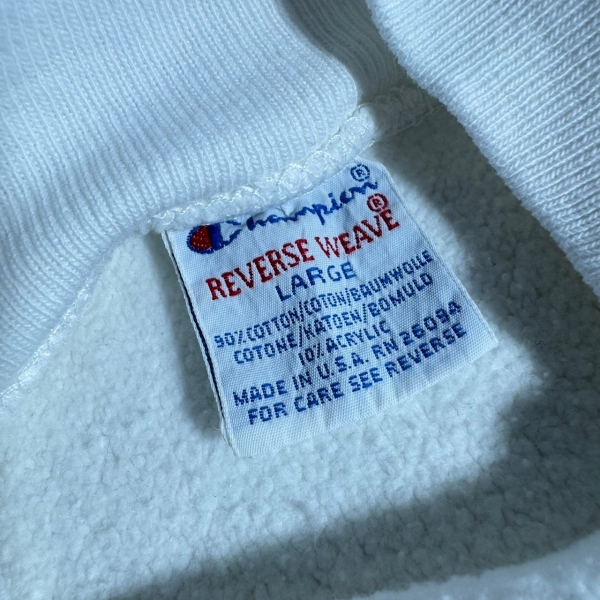 Champion®
REVERSE WEAVE®
LARGE
90% COTTON/COTON/BAUMWOLLE
COTONE/KATOEN/BOMULD
10% ACRYLIC
MADE IN U.S.A. RN 26094
FOR CARE SEE REVERSE